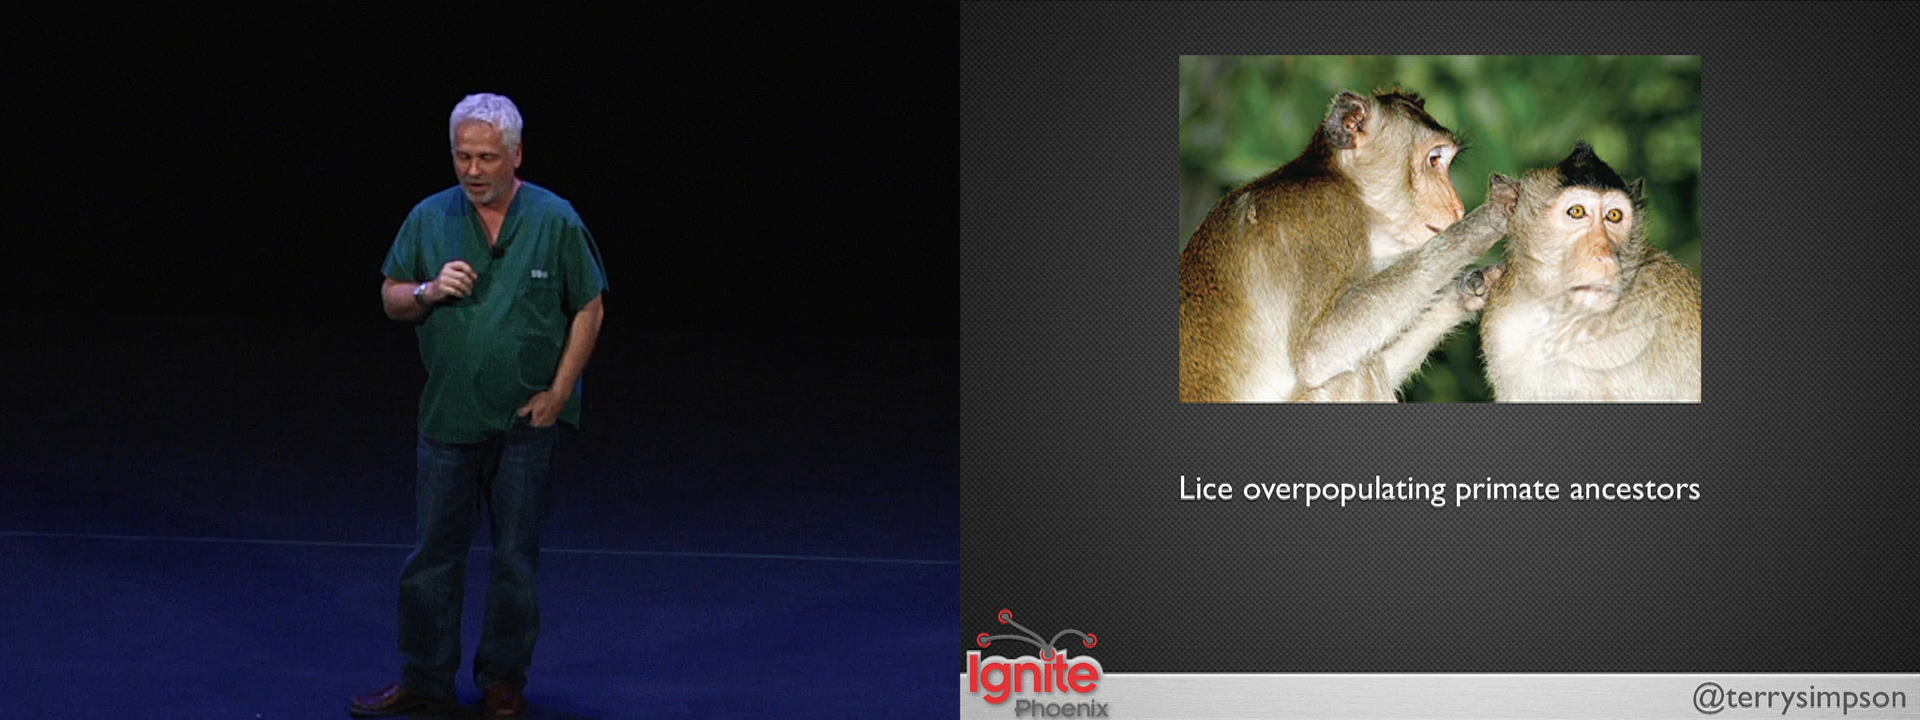 Lice overpopulating primate ancestors
Ignite
Phoenix
@terrysimpson